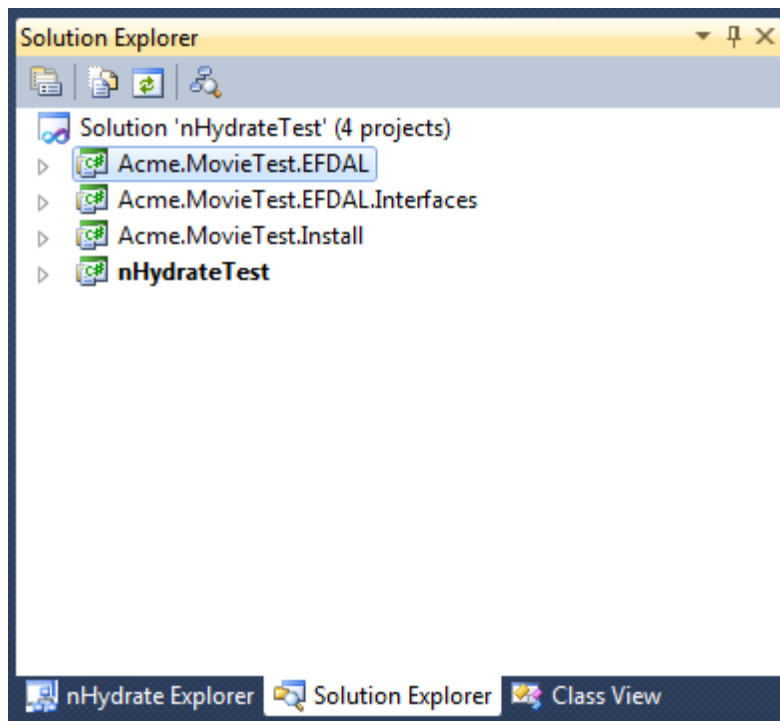 Solution Explorer
Solution 'nHydrateTest' (4 projects)
Acme.MovieTest.EFDAL
Acme.MovieTest.EFDAL.Interfaces
Acme.MovieTest.Install
nHydrateTest
nHydrate Explorer Solution Explorer Class View